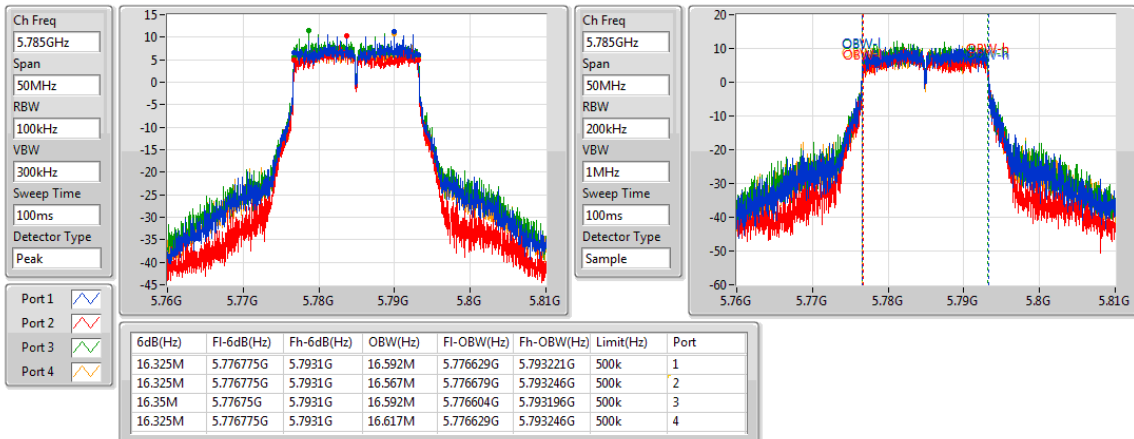 Ch Freq
5.785GHz
Span
50MHz
RBW
100kHz
VBW
300kHz
Sweep Time
100ms
Detector Type
Peak
15
10
5
0
-5
-10
-15
-20
-25
-30
-35
-40
-45
5.76G 5.77G 5.78G 5.79G 5.8G 5.81G
Ch Freq
5.785GHz
Span
50MHz
RBW
200kHz
VBW
1MHz
Sweep Time
100ms
Detector Type
Sample
20
10
0
-10
-20
-30
-40
-50
-60
OBW-l
5.76G 5.77G 5.78G 5.79G 5.8G 5.81G
Port 1
Port 2
Port 3
Port 4
6dB(Hz) Fl-6dB(Hz) Fh-6dB(Hz) OBW(Hz) Fl-OBW(Hz) Fh-OBW(Hz) Limit(Hz) Port
16.325M 5.776775G 5.7931G 16.592M 5.776629G 5.793221G 500k 1
16.325M 5.776775G 5.7931G 16.567M 5.776679G 5.793246G 500k 2
16.35M 5.77675G 5.7931G 16.592M 5.776604G 5.793196G 500k 3
16.325M 5.776775G 5.7931G 16.617M 5.776629G 5.793246G 500k 4